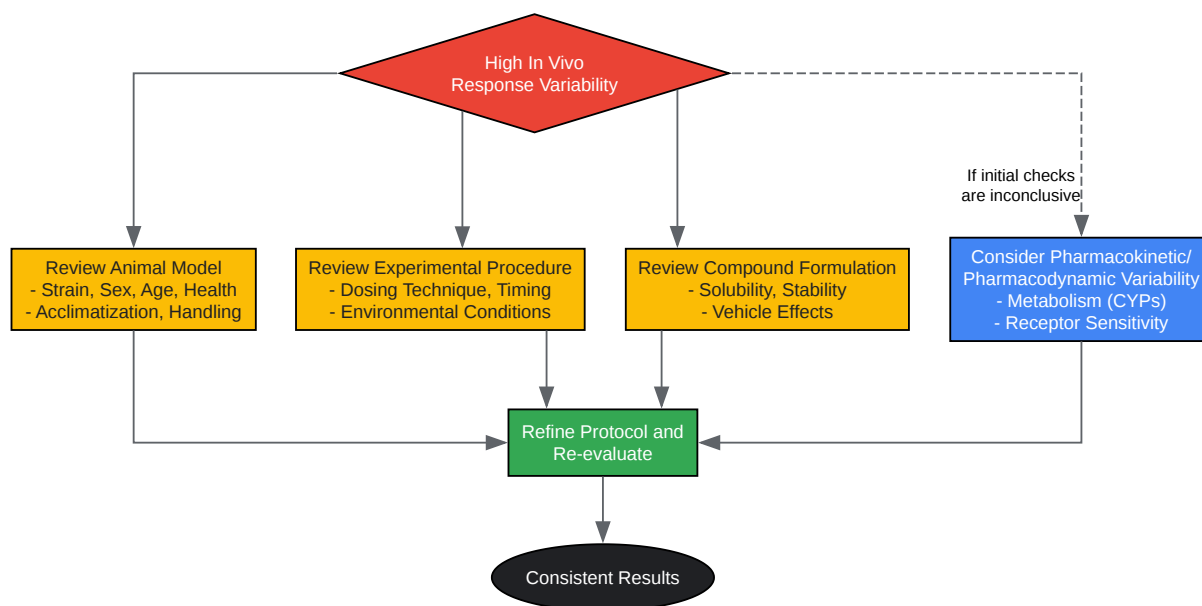 High In Vivo
Response Variability
If initial checks
are inconclusive
Review Animal Model
- Strain, Sex, Age, Health
- Acclimatization, Handling
Review Experimental Procedure
- Dosing Technique, Timing
- Environmental Conditions
Review Compound Formulation
- Solubility, Stability
- Vehicle Effects
Consider Pharmacokinetic/
Pharmacodynamic Variability
- Metabolism (CYPs)
- Receptor Sensitivity
Refine Protocol and
Re-evaluate
Consistent Results